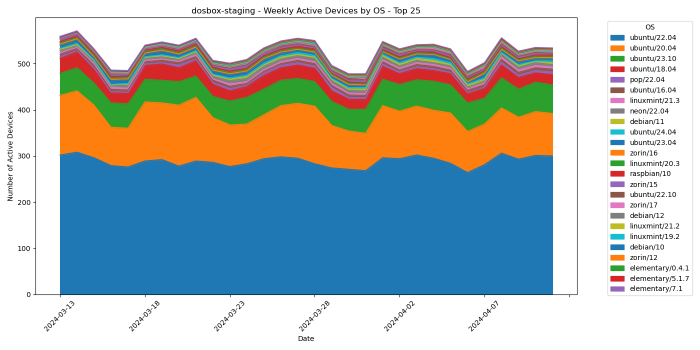 dosbox-staging - Weekly Active Devices by OS - Top 25
Number of Active Devices
500
400
300
200
100
0
2024-03-13
2024-03-18
2024-03-23
2024-03-28
2024-04-02
2024-04-07
Date
OS
ubuntu/22.04
ubuntu/20.04
ubuntu/23.10
ubuntu/18.04
pop/22.04
ubuntu/16.04
linuxmint/21.3
neon/22.04
debian/11
ubuntu/24.04
ubuntu/23.04
zorin/16
linuxmint/20.3
raspbian/10
zorin/15
ubuntu/22.10
zorin/17
debian/12
linuxmint/21.2
linuxmint/19.2
debian/10
zorin/12
elementary/0.4.1
elementary/5.1.7
elementary/7.1